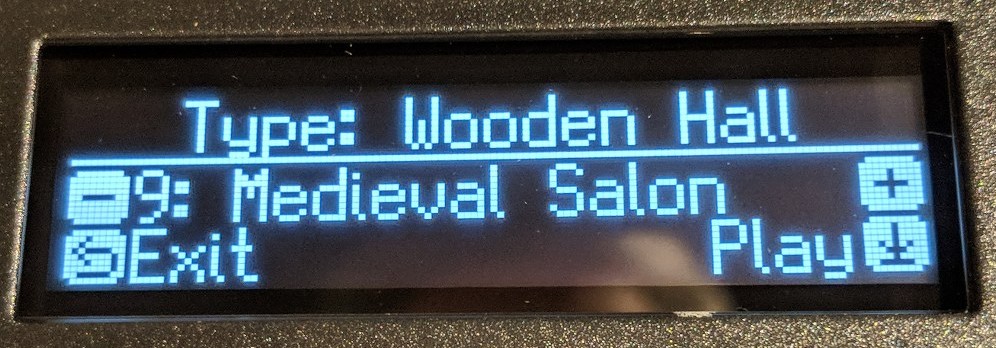 Type: Wooden Hall
- 9: Medieval Salon +
Exit Play